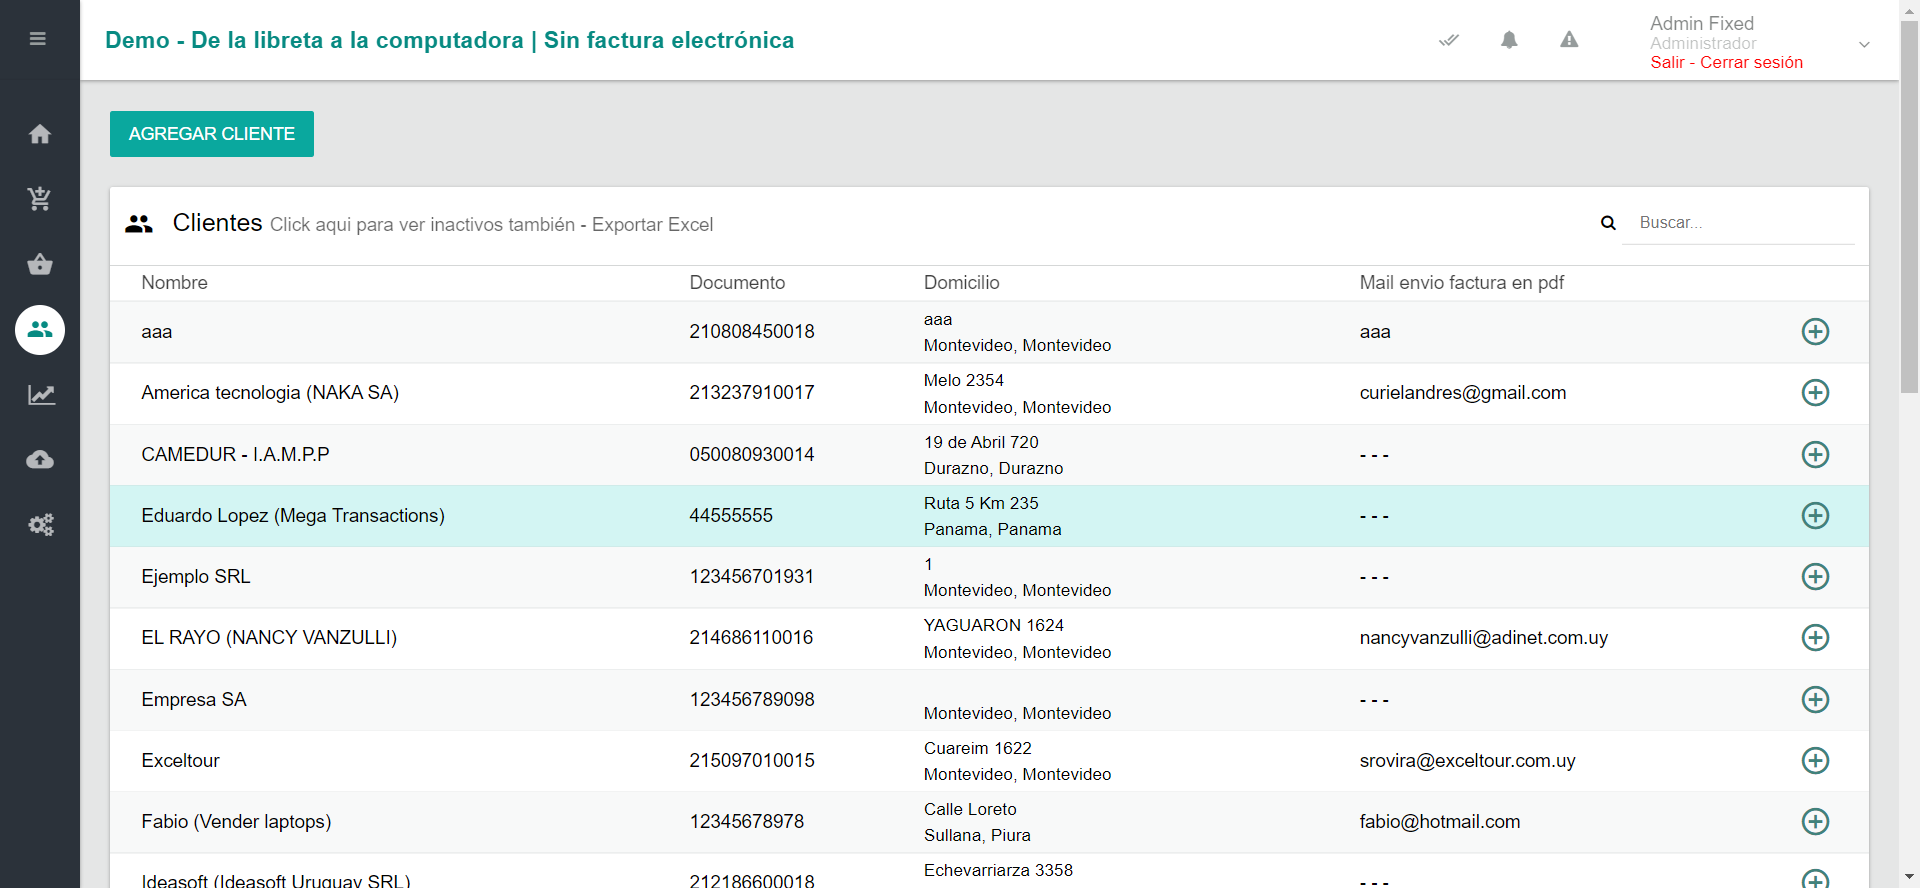 Demo - De la libreta a la computadora | Sin factura electrónica
Admin Fixed
Administrador
Salir - Cerrar sesión
AGREGAR CLIENTE
Clientes Click aqui para ver inactivos también - Exportar Excel
Buscar...
Nombre Documento Domicilio Mail envio factura en pdf
aaa 210808450018 aaa
Montevideo, Montevideo aaa
America tecnologia (NAKA SA) 213237910017 Melo 2354
Montevideo, Montevideo curielandres@gmail.com
CAMEDUR - I.A.M.P.P 050080930014 19 de Abril 720
Durazno, Durazno - - -
Eduardo Lopez (Mega Transactions) 44555555 Ruta 5 Km 235
Panama, Panama - - -
Ejemplo SRL 123456701931 1
Montevideo, Montevideo - - -
EL RAYO (NANCY VANZULLI) 214686110016 YAGUARON 1624
Montevideo, Montevideo nancyvanzulli@adinet.com.uy
Empresa SA 123456789098
Montevideo, Montevideo - - -
Exceltour 215097010015 Cuareim 1622
Montevideo, Montevideo srovira@exceltour.com.uy
Fabio (Vender laptops) 12345678978 Calle Loreto
Sullana, Piura fabio@hotmail.com
Ideasoft (Ideasoft Uruguay SRL) 212186600018 Echevarriarza 3358
- - -